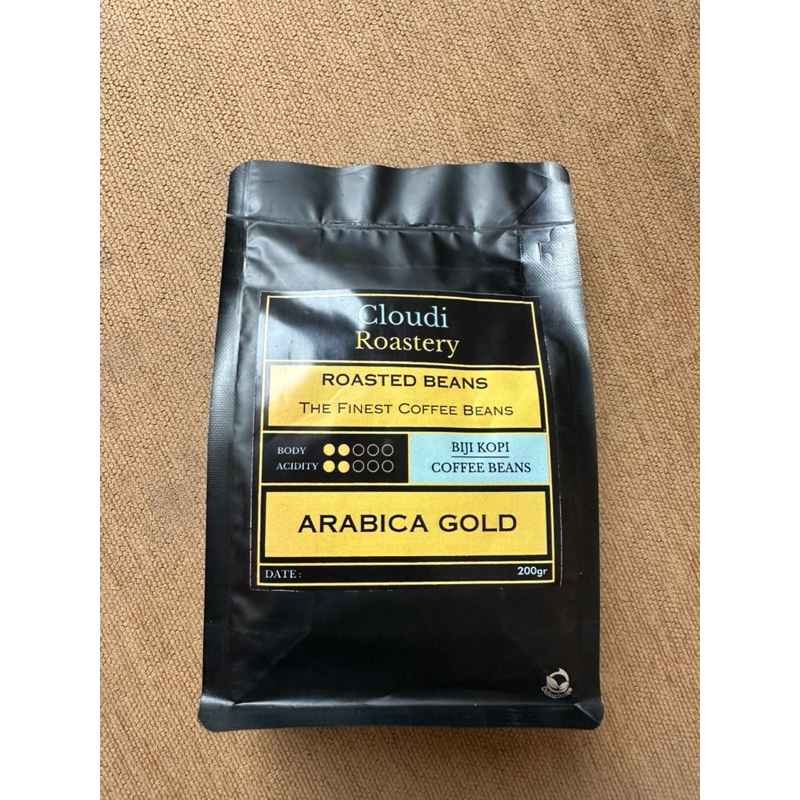 Cloudi
Roastery
ROASTED BEANS
THE FINEST COFFEE BEANS
BODY
ACIDITY
BIJI KOPI
COFFEE BEANS
ARABICA GOLD
DATE :
200gr